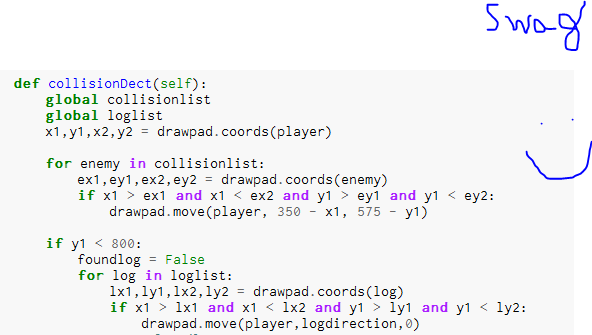 Swag
def collisionDect(self):
    global collisionlist
    global loglist
    x1,y1,x2,y2 = drawpad.coords(player)
    for enemy in collisionlist:
        ex1,ey1,ex2,ey2 = drawpad.coords(enemy)
        if x1 > ex1 and x1 < ex2 and y1 > ey1 and y1 < ey2:
            drawpad.move(player, 350 - x1, 575 - y1)
    if y1 < 800:
        foundlog = False
        for log in loglist:
            lx1,ly1,lx2,ly2 = drawpad.coords(log)
            if x1 > lx1 and x1 < lx2 and y1 > ly1 and y1 < ly2:
                drawpad.move(player,logdirection,0)